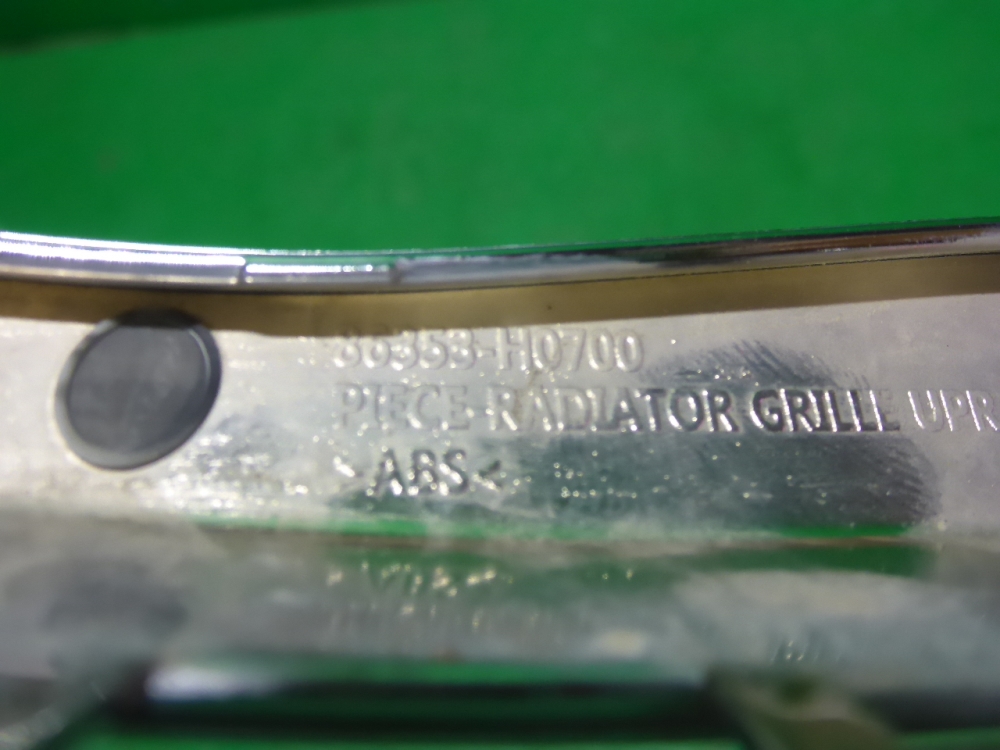 86353-H0700
PIECE-RADIATOR GRILLE UPR
>ABS<